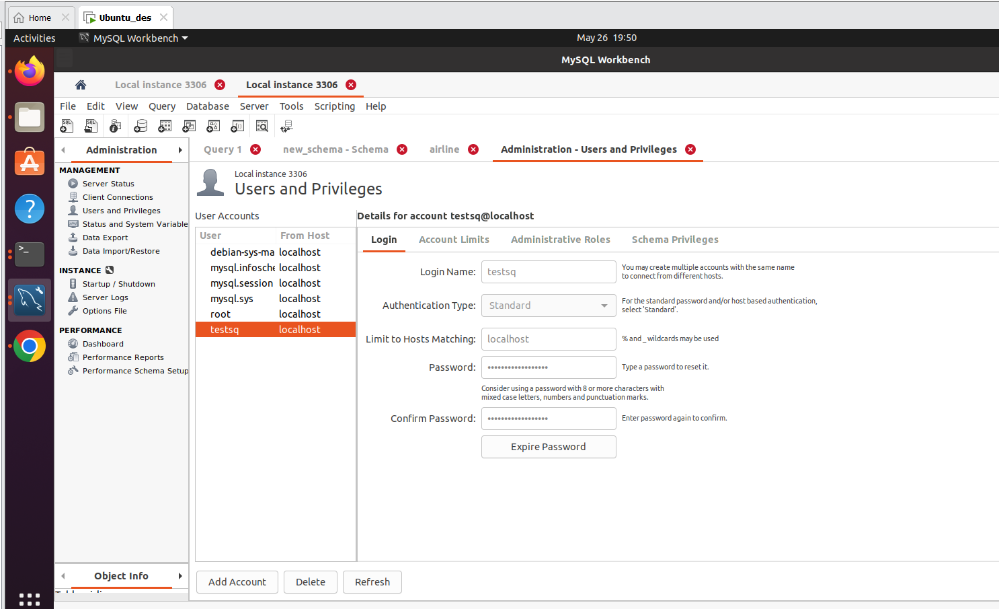 Home
Ubuntu_des
Activities
MySQL Workbench
May 26 19:50
MySQL Workbench
Local instance 3306
Local instance 3306
File Edit View Query Database Server Tools Scripting Help
Administration
Query 1
new_schema - Schema
airline
Administration - Users and Privileges
MANAGEMENT
Server Status
Client Connections
Users and Privileges
Status and System Variable
Data Export
Data Import/Restore
INSTANCE
Startup / Shutdown
Server Logs
Options File
PERFORMANCE
Dashboard
Performance Reports
Performance Schema Setup
Object Info
Local instance 3306
Users and Privileges
User Accounts
User From Host
debian-sys-ma localhost
mysql.infosche localhost
mysql.session localhost
mysql.sys localhost
root localhost
testsq localhost
Details for account testsq@localhost
Login
Account Limits
Administrative Roles
Schema Privileges
Login Name: testsq
You may create multiple accounts with the same name
to connect from different hosts.
Authentication Type: Standard
For the standard password and/or host based authentication,
select 'Standard'.
Limit to Hosts Matching: localhost
% and _ wildcards may be used
Password: ••••••••••••••••••
Type a password to reset it.
Consider using a password with 8 or more characters with
mixed case letters, numbers and punctuation marks.
Confirm Password: ••••••••••••••••••
Enter password again to confirm.
Expire Password
Add Account
Delete
Refresh